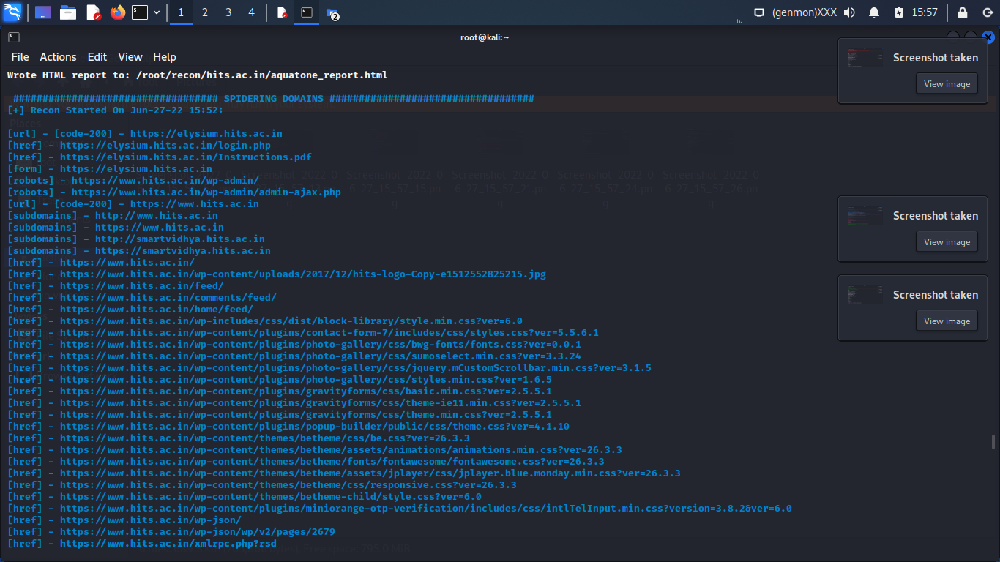 1 2 3 4 2 (genmon)XXX 15:57
root@kali: ~
File Actions Edit View Help
Screenshot taken
View image
Wrote HTML report to: /root/recon/hits.ac.in/aquatone_report.html
################################### SPIDERING DOMAINS ###################################
[+] Recon Started On Jun-27-22 15:52:
[url] - [code-200] - https://elysium.hits.ac.in
[href] - https://elysium.hits.ac.in/login.php
[href] - https://elysium.hits.ac.in/Instructions.pdf
[form] - https://elysium.hits.ac.in
[robots] - https://www.hits.ac.in/wp-admin/
[robots] - https://www.hits.ac.in/wp-admin/admin-ajax.php
[url] - [code-200] - https://www.hits.ac.in
[subdomains] - http://www.hits.ac.in
[subdomains] - https://www.hits.ac.in
[subdomains] - http://smartvidhya.hits.ac.in
[subdomains] - https://smartvidhya.hits.ac.in
Screenshot taken
View image
[href] - https://www.hits.ac.in/
[href] - https://www.hits.ac.in/wp-content/uploads/2017/12/hits-logo-Copy-e1512552825215.jpg
[href] - https://www.hits.ac.in/feed/
[href] - https://www.hits.ac.in/comments/feed/
[href] - https://www.hits.ac.in/home/feed/
Screenshot taken
View image
[href] - https://www.hits.ac.in/wp-includes/css/dist/block-library/style.min.css?ver=6.0
[href] - https://www.hits.ac.in/wp-content/plugins/contact-form-7/includes/css/styles.css?ver=5.5.6.1
[href] - https://www.hits.ac.in/wp-content/plugins/photo-gallery/css/bwg-fonts/fonts.css?ver=0.0.1
[href] - https://www.hits.ac.in/wp-content/plugins/photo-gallery/css/sumoselect.min.css?ver=3.3.24
[href] - https://www.hits.ac.in/wp-content/plugins/photo-gallery/css/jquery.mCustomScrollbar.min.css?ver=3.1.5
[href] - https://www.hits.ac.in/wp-content/plugins/photo-gallery/css/styles.min.css?ver=1.6.5
[href] - https://www.hits.ac.in/wp-content/plugins/gravityforms/css/basic.min.css?ver=2.5.5.1
[href] - https://www.hits.ac.in/wp-content/plugins/gravityforms/css/theme-ie11.min.css?ver=2.5.5.1
[href] - https://www.hits.ac.in/wp-content/plugins/gravityforms/css/theme.min.css?ver=2.5.5.1
[href] - https://www.hits.ac.in/wp-content/plugins/popup-builder/public/css/theme.css?ver=4.1.10
[href] - https://www.hits.ac.in/wp-content/themes/betheme/css/be.css?ver=26.3.3
[href] - https://www.hits.ac.in/wp-content/themes/betheme/assets/animations/animations.min.css?ver=26.3.3
[href] - https://www.hits.ac.in/wp-content/themes/betheme/fonts/fontawesome/fontawesome.css?ver=26.3.3
[href] - https://www.hits.ac.in/wp-content/themes/betheme/assets/jplayer/css/jplayer.blue.monday.min.css?ver=26.3.3
[href] - https://www.hits.ac.in/wp-content/themes/betheme/css/responsive.css?ver=26.3.3
[href] - https://www.hits.ac.in/wp-content/themes/betheme-child/style.css?ver=6.0
[href] - https://www.hits.ac.in/wp-content/plugins/miniorange-otp-verification/includes/css/intlTelInput.min.css?version=3.8.2&ver=6.0
[href] - https://www.hits.ac.in/wp-json/
[href] - https://www.hits.ac.in/wp-json/wp/v2/pages/2679
[href] - https://www.hits.ac.in/xmlrpc.php?rsd